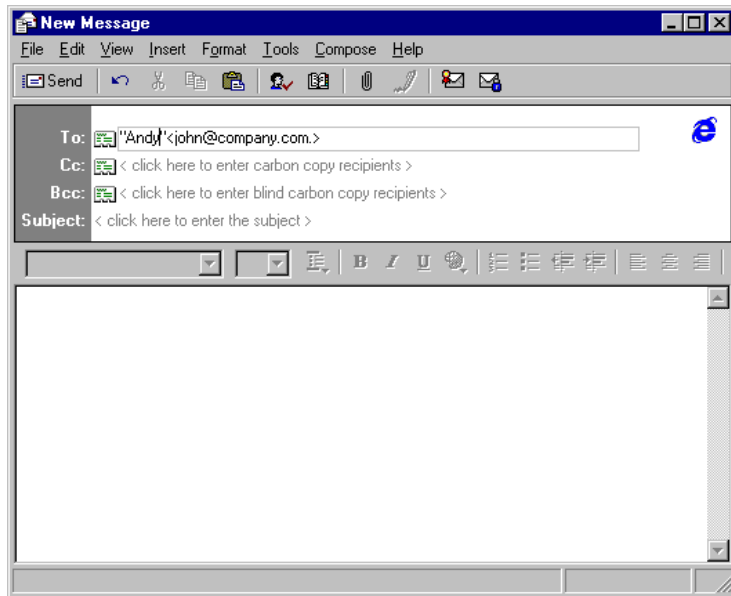 New Message
File Edit View Insert Format Tools Compose Help
Send
To: "Andy"<john@company.com.>
Cc: < click here to enter carbon copy recipients >
Bcc: < click here to enter blind carbon copy recipients >
Subject: < click here to enter the subject >
B I U